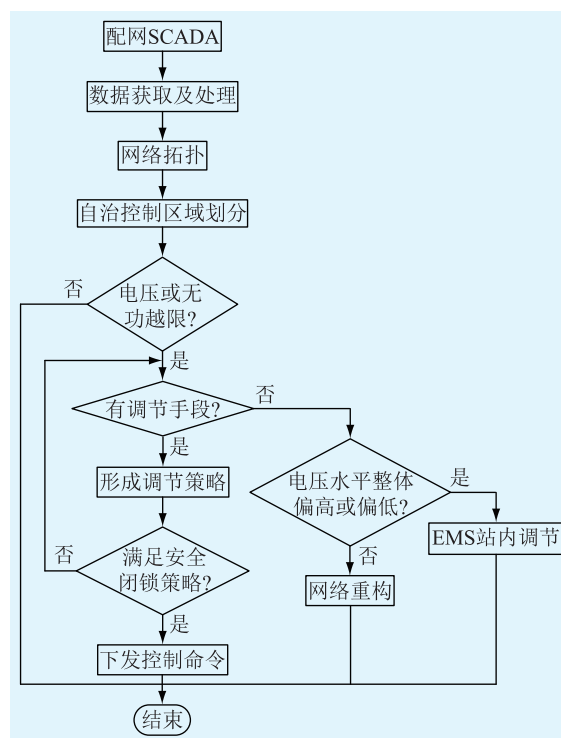 配网SCADA
数据获取及处理
网络拓扑
自治控制区域划分
否
电压或无
功越限?
是
有调节手段?
否
是
形成调节策略
电压水平整体
偏高或偏低?
是
EMS站内调节
否
满足安全
闭锁策略?
否
网络重构
是
下发控制命令
结束